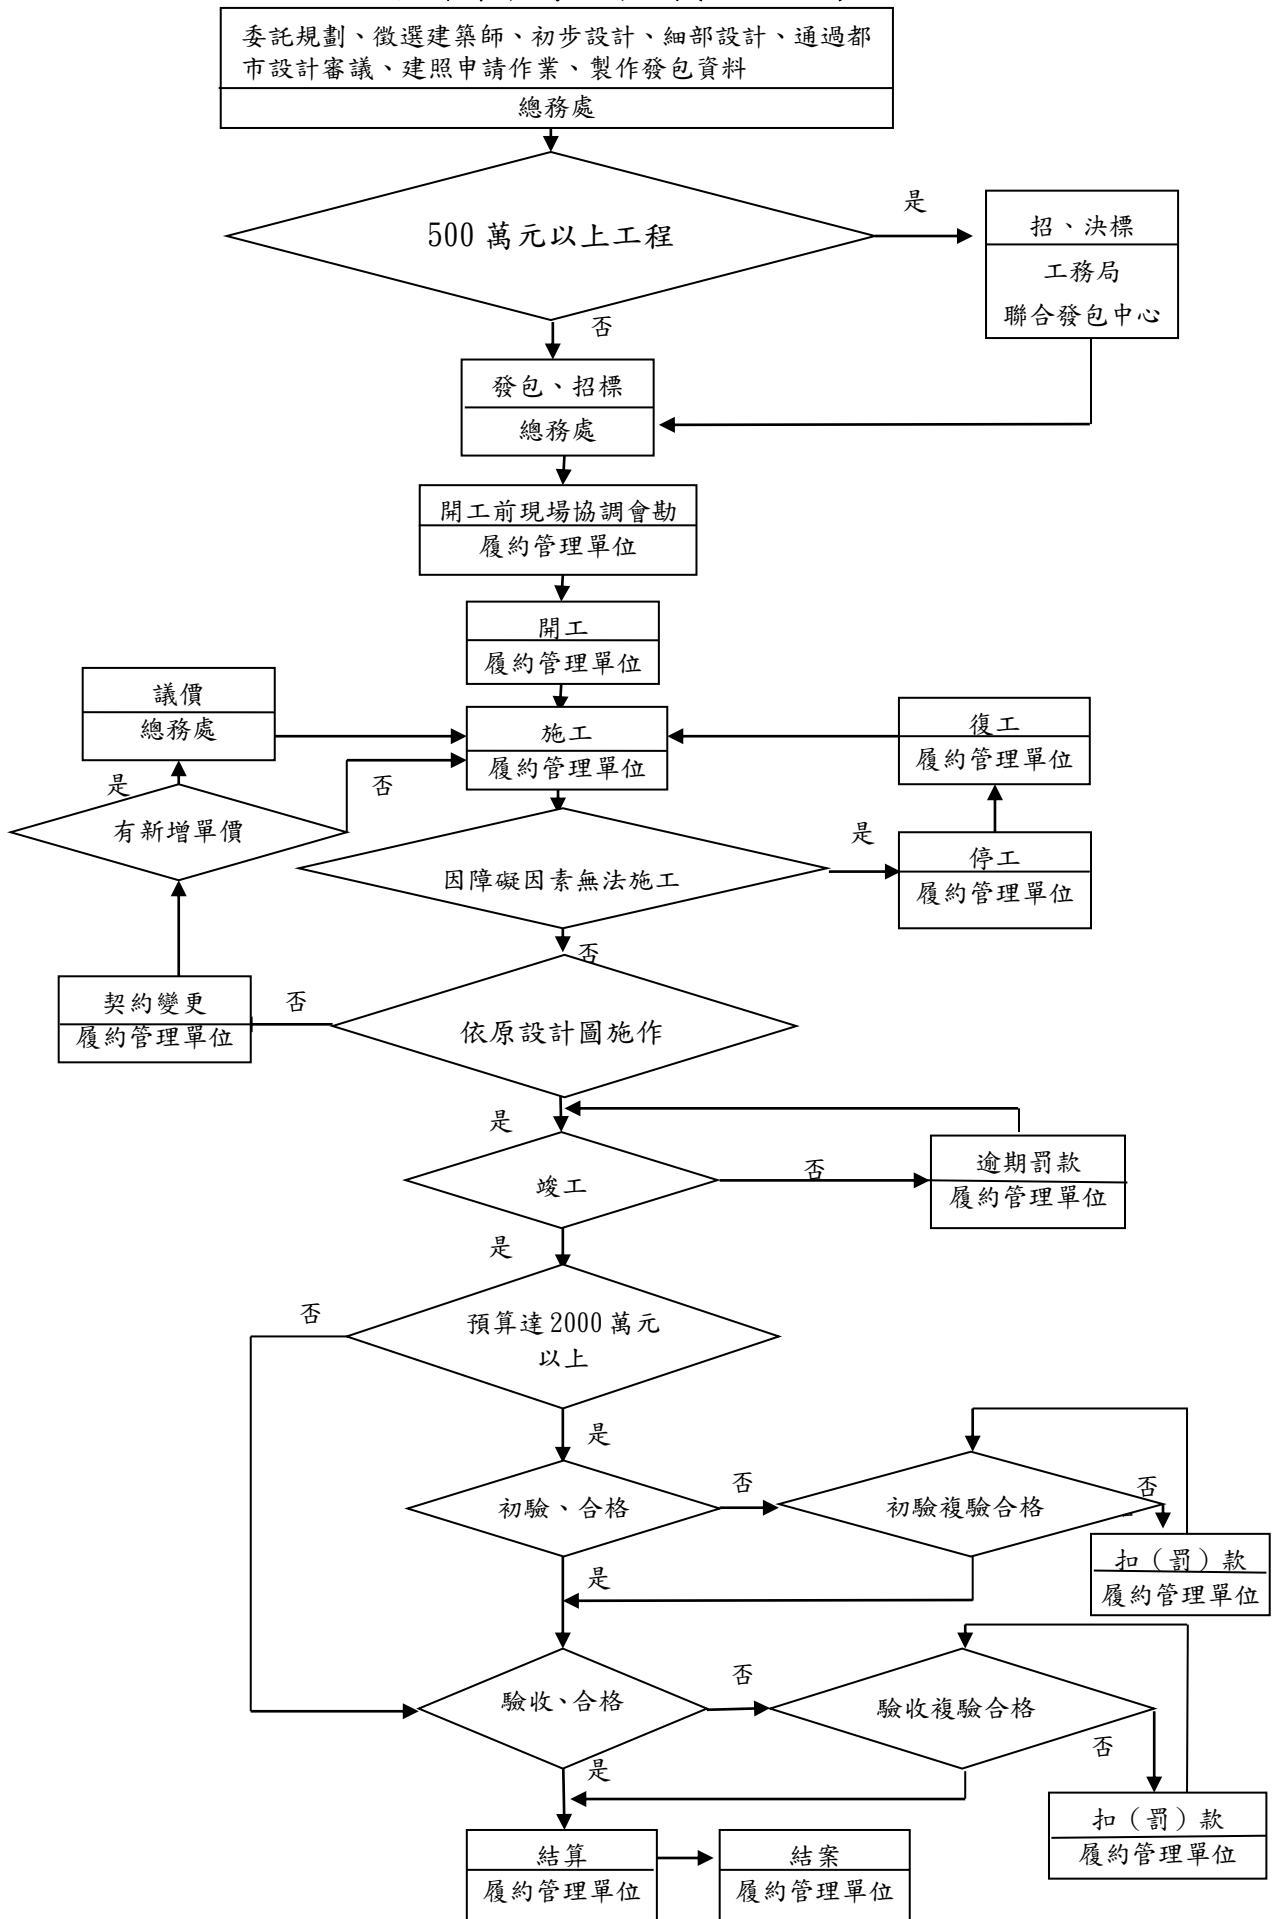 委託規劃、徵選建築師、初步設計、細部設計、通過都
市設計審議、建照申請作業、製作發包資料
總務處
500 萬元以上工程
是
招、決標
工務局
聯合發包中心
否
發包、招標
總務處
開工前現場協調會勘
履約管理單位
開工
履約管理單位
議價
總務處
施工
履約管理單位
復工
履約管理單位
是
否
有新增單價
因障礙因素無法施工
是
停工
履約管理單位
否
契約變更
履約管理單位
否
依原設計圖施作
是
竣工
否
逾期罰款
履約管理單位
是
否
預算達 2000 萬元
以上
是
初驗、合格
否
初驗複驗合格
否
扣（罰）款
履約管理單位
是
驗收、合格
否
驗收複驗合格
否
扣（罰）款
履約管理單位
是
結算
履約管理單位
結案
履約管理單位